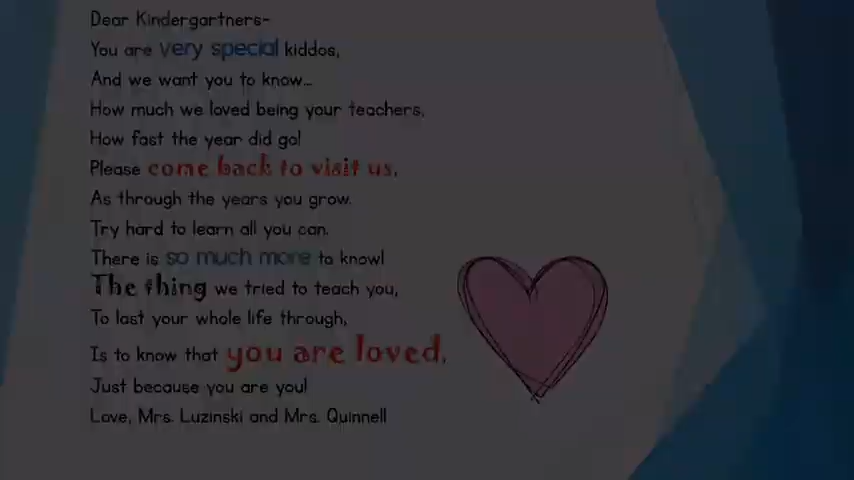 Dear Kindergartners-
You are very special kiddos,
And we want you to know...
How much we loved being your teachers,
How fast the year did go!
Please come back to visit us,
As through the years you grow.
Try hard to learn all you can.
There is so much more to know!
The thing we tried to teach you,
To last your whole life through,
Is to know that you are loved,
Just because you are you!
Love, Mrs. Luzinski and Mrs. Quinnell